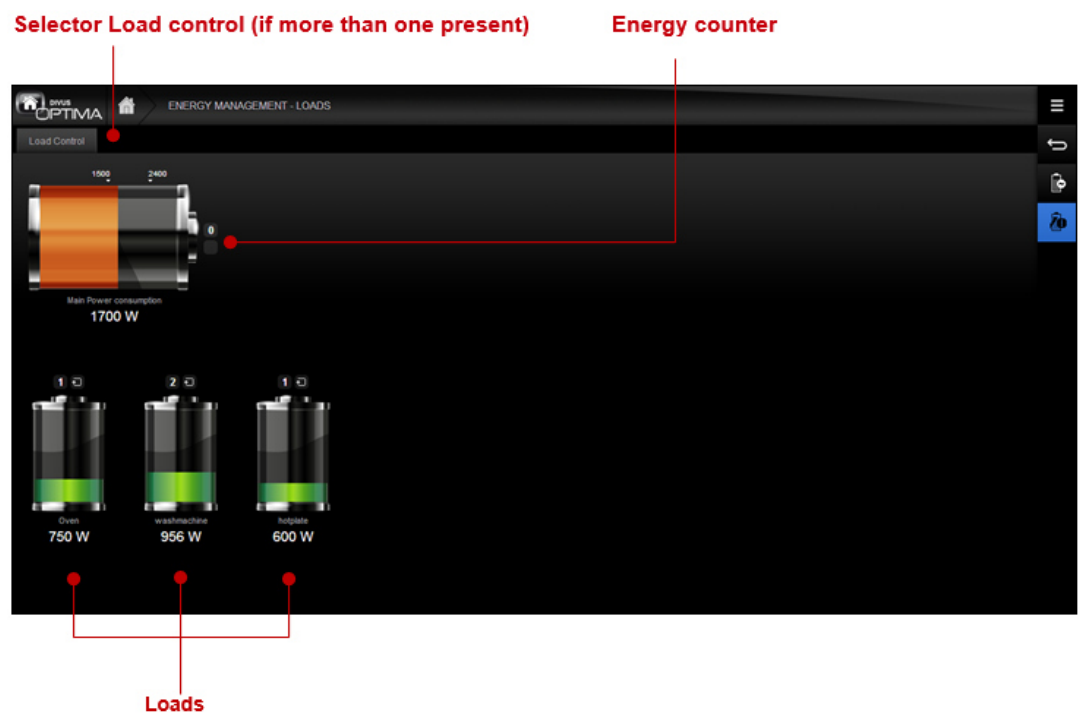 Selector Load control (if more than one present)
Energy counter
DIVUS
OPTIMA
ENERGY MANAGEMENT - LOADS
Load Control
1500 2400
0
Main Power consumption
1700 W
1 2 1
Oven washmachine hotplate
750 W 956 W 600 W
Loads